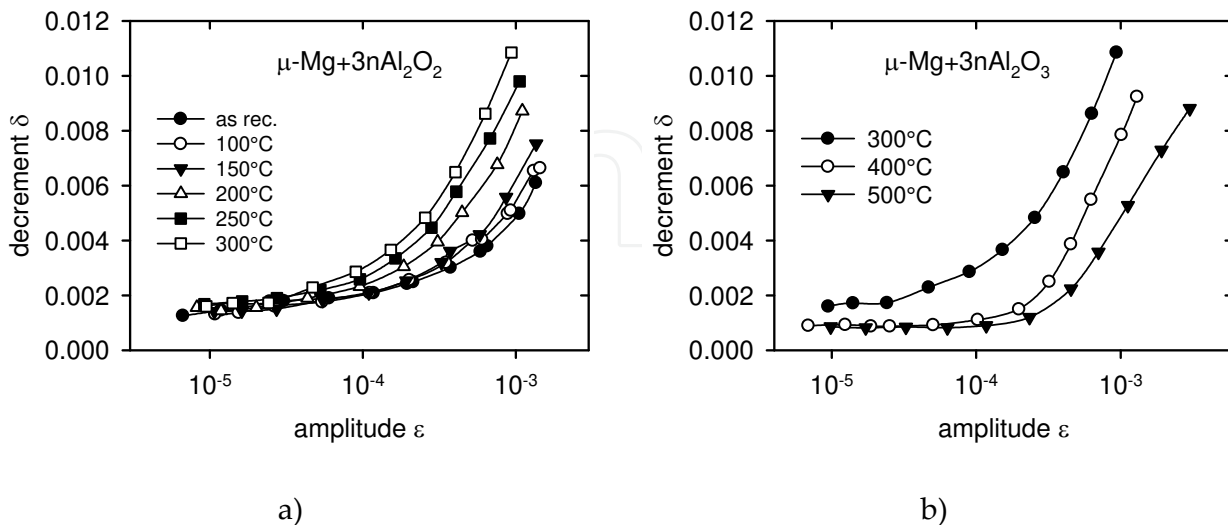 0.012
0.010
0.008
0.006
0.004
0.002
0.000
decrement δ
μ-Mg+3nAl₂O₂
as rec.
100°C
150°C
200°C
250°C
300°C
10⁻⁵
10⁻⁴
10⁻³
amplitude ε
a)
0.012
0.010
0.008
0.006
0.004
0.002
0.000
decrement δ
μ-Mg+3nAl₂O₃
300°C
400°C
500°C
10⁻⁵
10⁻⁴
10⁻³
amplitude ε
b)